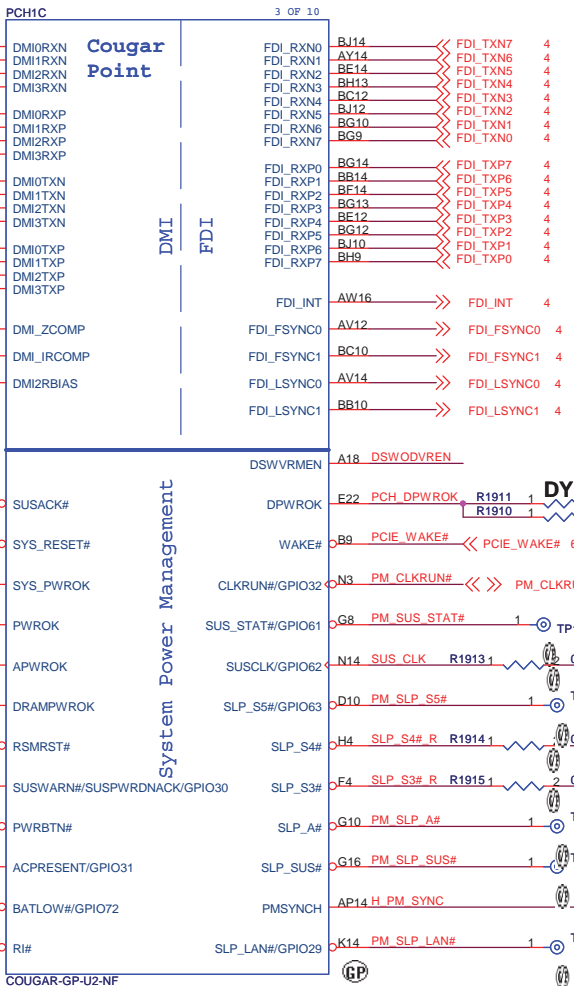 PCH1C 3 OF 10
Cougar
Point
DMI0RXN FDI_RXN0 BJ14 FDI_TXN7 4
DMI1RXN FDI_RXN1 AY14 FDI_TXN6 4
DMI2RXN FDI_RXN2 BE14 FDI_TXN5 4
DMI3RXN FDI_RXN3 BH13 FDI_TXN4 4
FDI_RXN4 BC12 FDI_TXN3 4
DMI0RXP FDI_RXN5 BJ12 FDI_TXN2 4
DMI1RXP FDI_RXN6 BG10 FDI_TXN1 4
DMI2RXP FDI_RXN7 BG9 FDI_TXN0 4
DMI3RXP
FDI_RXP0 BG14 FDI_TXP7 4
DMI0TXN FDI_RXP1 BB14 FDI_TXP6 4
DMI1TXN FDI_RXP2 BF14 FDI_TXP5 4
DMI2TXN FDI_RXP3 BG13 FDI_TXP4 4
DMI3TXN FDI_RXP4 BE12 FDI_TXP3 4
FDI_RXP5 BG12 FDI_TXP2 4
DMI0TXP FDI_RXP6 BJ10 FDI_TXP1 4
DMI1TXP FDI_RXP7 BH9 FDI_TXP0 4
DMI2TXP
DMI3TXP
DMI
FDI
FDI_INT AW16 FDI_INT 4
DMI_ZCOMP FDI_FSYNC0 AV12 FDI_FSYNC0 4
DMI_IRCOMP FDI_FSYNC1 BC10 FDI_FSYNC1 4
DMI2RBIAS FDI_LSYNC0 AV14 FDI_LSYNC0 4
FDI_LSYNC1 BB10 FDI_LSYNC1 4
System Power Management
DSWVRMEN A18 DSWODVREN
SUSACK# DPWROK E22 PCH_DPWROK R1911 1 DY
R1910 1
SYS_RESET# WAKE# B9 PCIE_WAKE# PCIE_WAKE# 6
SYS_PWROK CLKRUN#/GPIO32 N3 PM_CLKRUN# PM_CLKRU
PWROK SUS_STAT#/GPIO61 G8 PM_SUS_STAT# 1 TP
APWROK SUSCLK/GPIO62 N14 SUS_CLK R1913 1 2 0
DRAMPWROK SLP_S5#/GPIO63 D10 PM_SLP_S5# 1 T
RSMRST# SLP_S4# H4 SLP_S4#_R R1914 1 0
SUSWARN#/SUSPWRDNACK/GPIO30 SLP_S3# F4 SLP_S3#_R R1915 1 2 0
PWRBTN# SLP_A# G10 PM_SLP_A# 1 T
ACPRESENT/GPIO31 SLP_SUS# G16 PM_SLP_SUS# 1 T
BATLOW#/GPIO72 PMSYNCH AP14 H_PM_SYNC
RI# SLP_LAN#/GPIO29 K14 PM_SLP_LAN# 1 T
COUGAR-GP-U2-NF GP